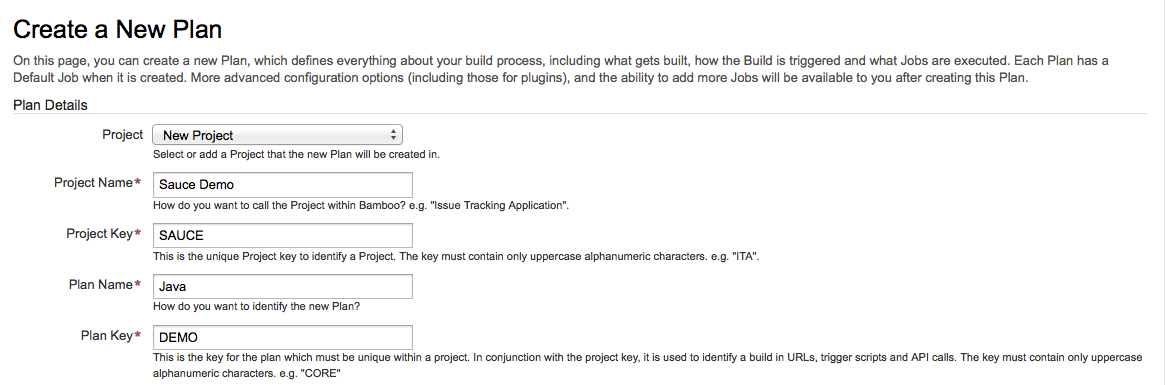 Create a New Plan
On this page, you can create a new Plan, which defines everything about your build process, including what gets built, how the Build is triggered and what Jobs are executed. Each Plan has a
Default Job when it is created. More advanced configuration options (including those for plugins), and the ability to add more Jobs will be available to you after creating this Plan.
Plan Details
Project New Project
Select or add a Project that the new Plan will be created in.
Project Name* Sauce Demo
How do you want to call the Project within Bamboo? e.g. "Issue Tracking Application".
Project Key* SAUCE
This is the unique Project key to identify a Project. The key must contain only uppercase alphanumeric characters. e.g. "ITA".
Plan Name* Java
How do you want to identify the new Plan?
Plan Key* DEMO
This is the key for the plan which must be unique within a project. In conjunction with the project key, it is used to identify a build in URLs, trigger scripts and API calls. The key must contain only uppercase
alphanumeric characters. e.g. "CORE"